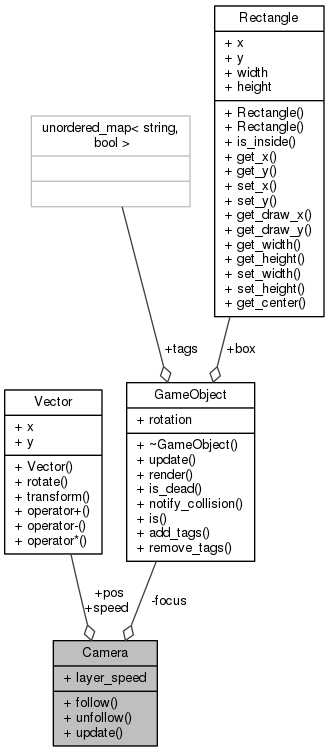 Rectangle
+ x
+ y
+ width
+ height
+ Rectangle()
+ Rectangle()
+ is_inside()
+ get_x()
+ get_y()
+ set_x()
+ set_y()
+ get_draw_x()
+ get_draw_y()
+ get_width()
+ get_height()
+ set_width()
+ set_height()
+ get_center()
unordered_map< string,
bool >
+tags
+box
GameObject
+ rotation
+ ~GameObject()
+ update()
+ render()
+ is_dead()
+ notify_collision()
+ is()
+ add_tags()
+ remove_tags()
Vector
+ x
+ y
+ Vector()
+ rotate()
+ transform()
+ operator+()
+ operator-()
+ operator*()
+pos
+speed
-focus
Camera
+ layer_speed
+ follow()
+ unfollow()
+ update()